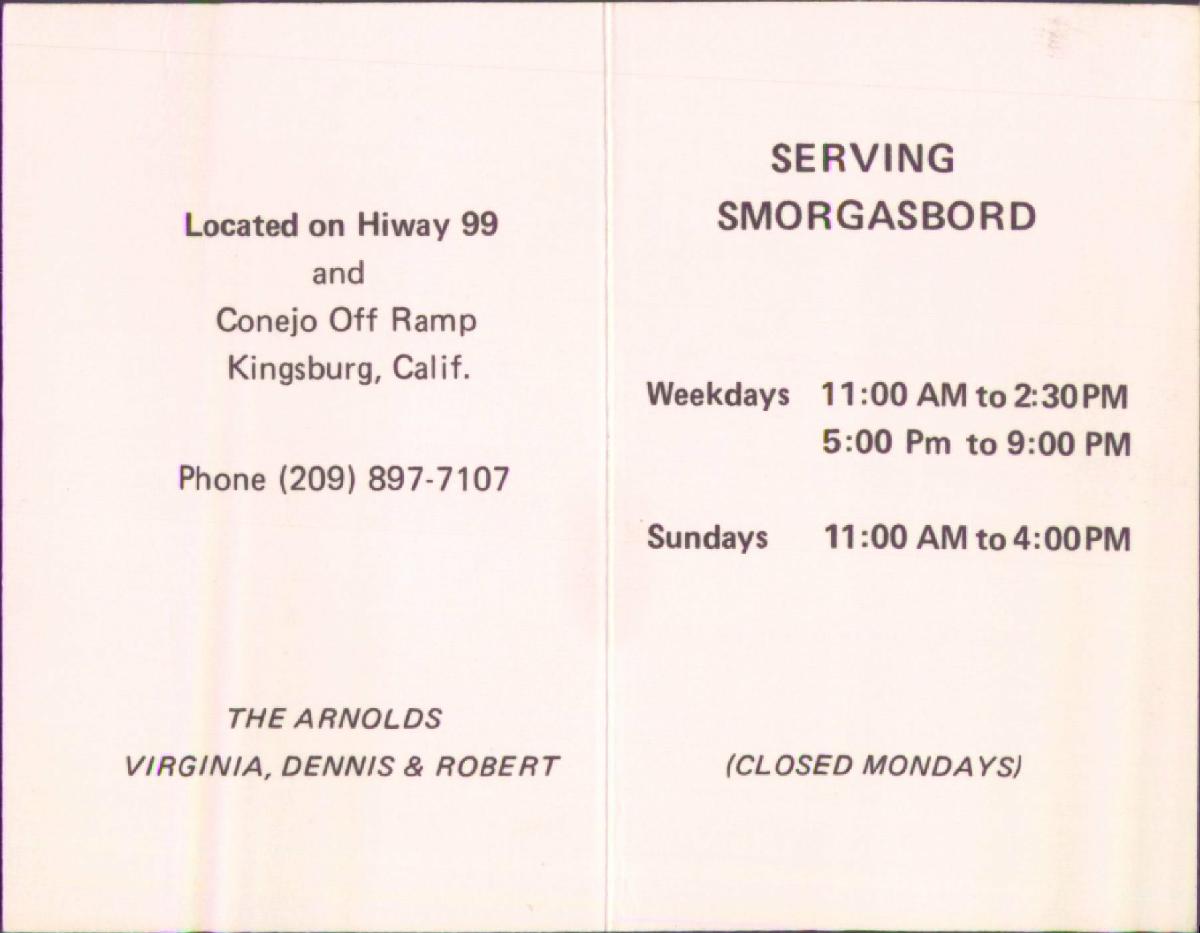 Located on Hiway 99
and
Conejo Off Ramp
Kingsburg, Calif.
Phone (209) 897-7107
THE ARNOLDS
VIRGINIA, DENNIS & ROBERT
SERVING
SMORGASBORD
Weekdays 11:00 AM to 2:30PM
5:00 Pm to 9:00 PM
Sundays 11:00 AM to 4:00PM
(CLOSED MONDAYS)